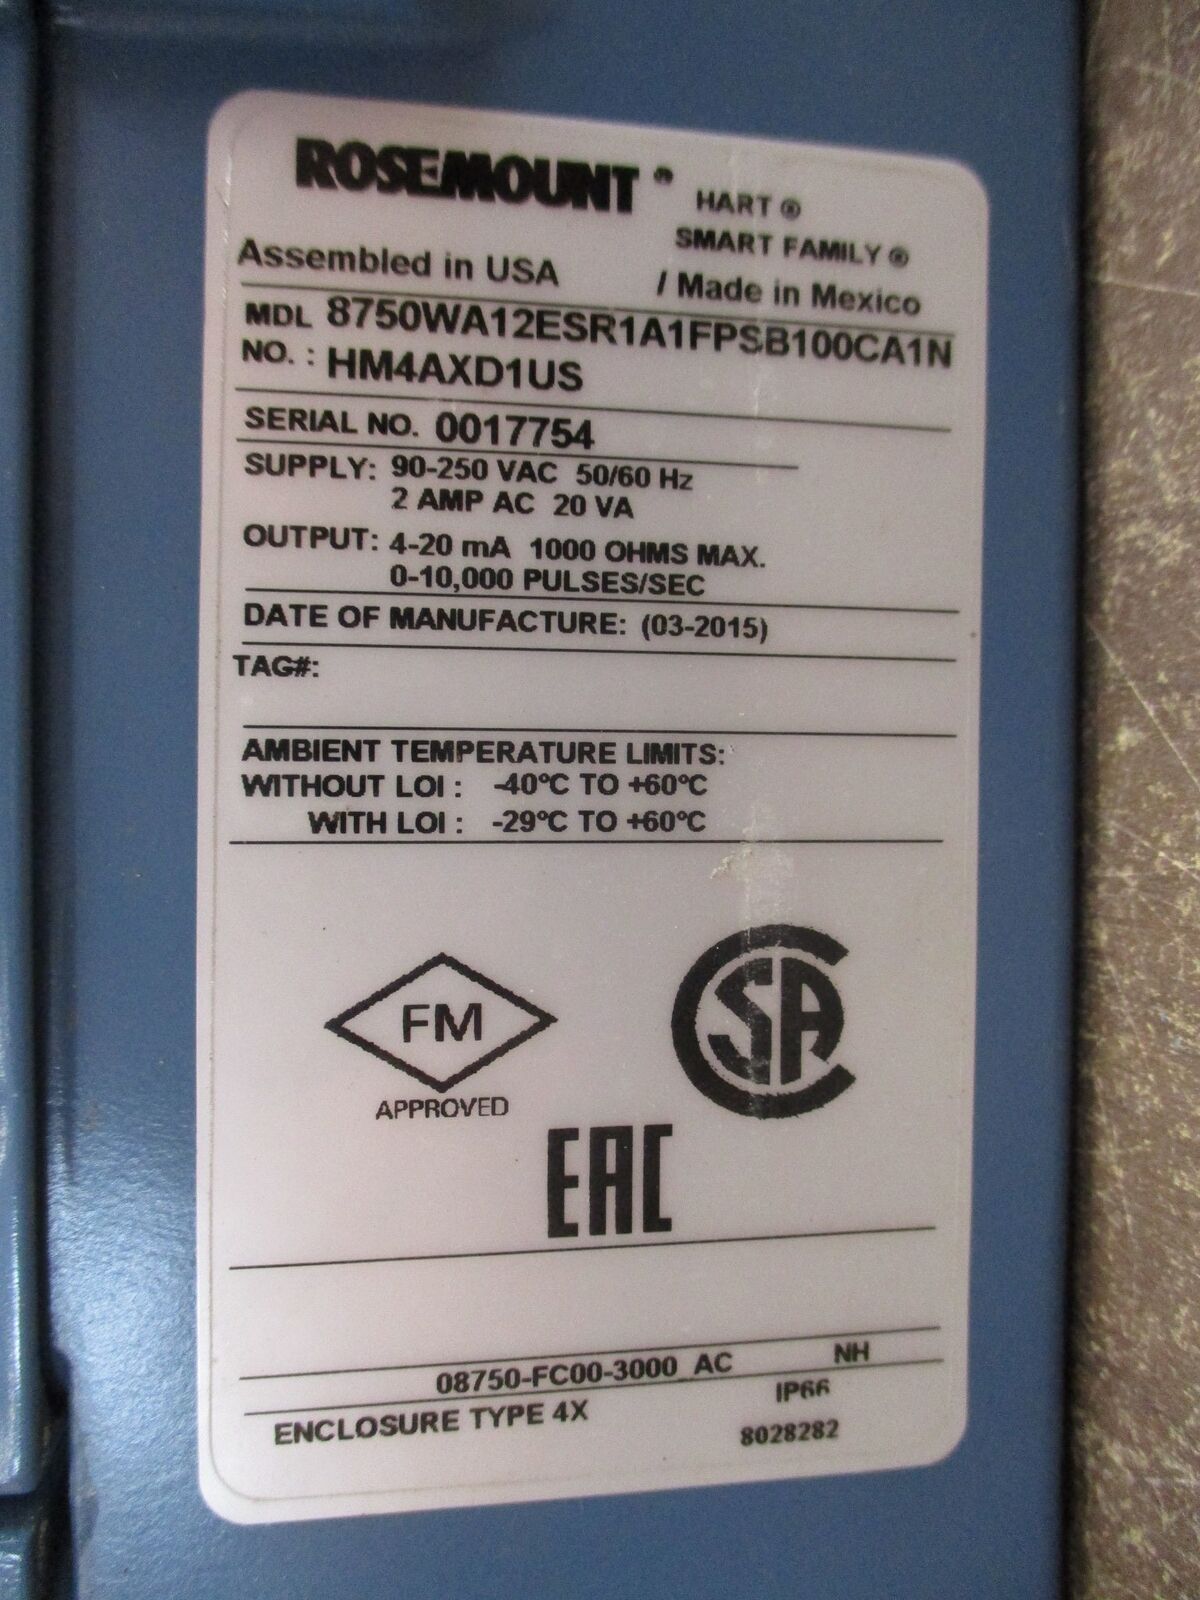 ROSEMOUNT ® HART ®
SMART FAMILY ®
Assembled in USA / Made in Mexico
MDL 8750WA12ESR1A1FPSB100CA1N
NO. : HM4AXD1US
SERIAL NO. 0017754
SUPPLY: 90-250 VAC 50/60 Hz
2 AMP AC 20 VA
OUTPUT: 4-20 mA 1000 OHMS MAX.
0-10,000 PULSES/SEC
DATE OF MANUFACTURE: (03-2015)
TAG#:
AMBIENT TEMPERATURE LIMITS:
WITHOUT LOI : -40°C TO +60°C
WITH LOI : -29°C TO +60°C
FM
APPROVED
CSA
EAC
08750-FC00-3000 AC NH
ENCLOSURE TYPE 4X IP66
8028282